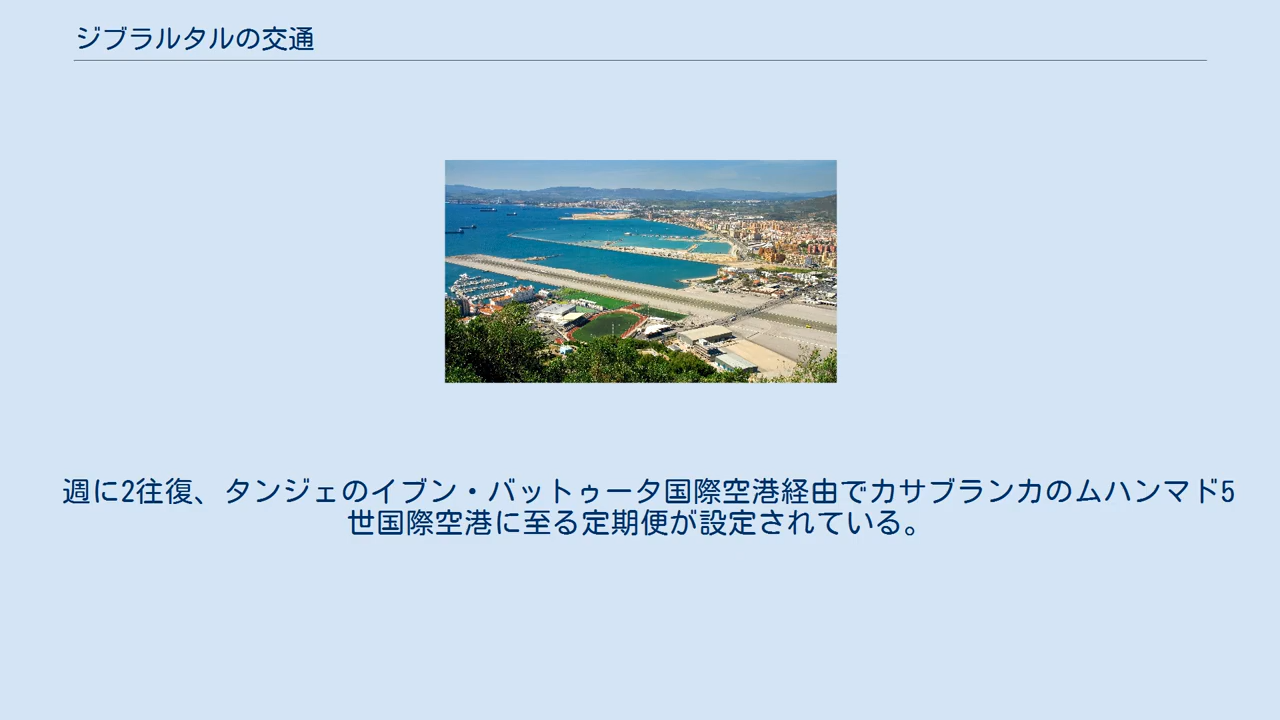 ジブラルタルの交通
週に2往復、タンジェのイブン・バットゥータ国際空港経由でカサブランカのムハンマド5
世国際空港に至る定期便が設定されている。